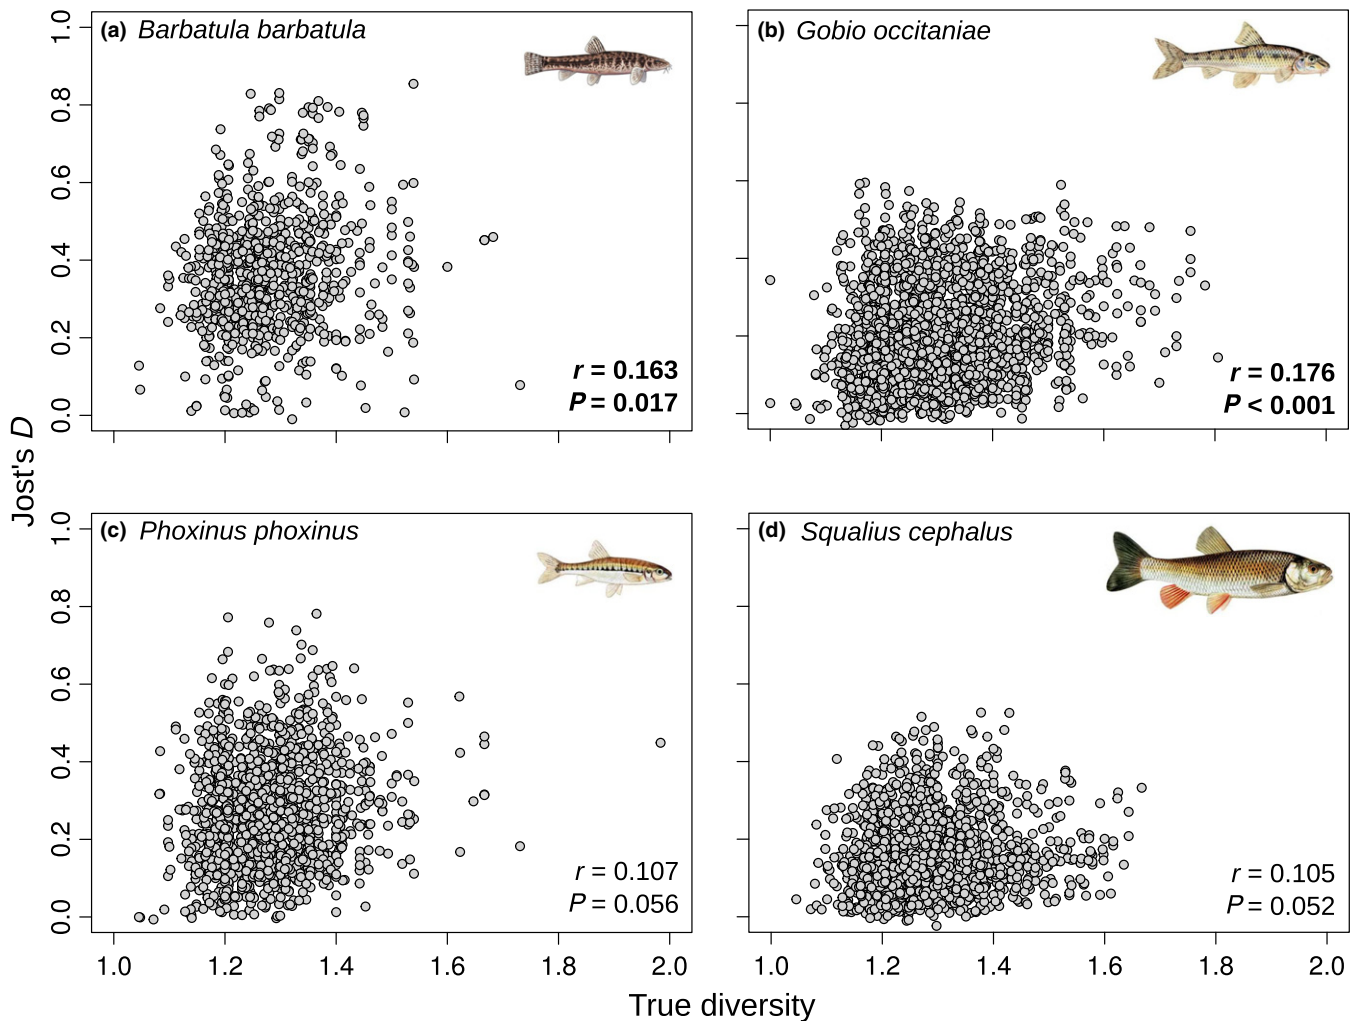 (a) Barbatula barbatula
(b) Gobio occitaniae
1.0
0.8
0.6
0.4
0.2
0.0
r = 0.163
P = 0.017
r = 0.176
P < 0.001
Jost's D
(c) Phoxinus phoxinus
(d) Squalius cephalus
1.0
0.8
0.6
0.4
0.2
0.0
r = 0.107
P = 0.056
r = 0.105
P = 0.052
1.0 1.2 1.4 1.6 1.8 2.0
1.0 1.2 1.4 1.6 1.8 2.0
True diversity